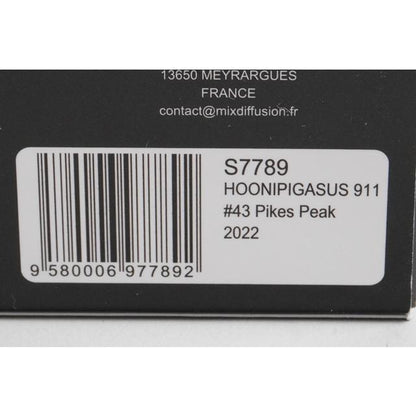 13650 MEYRARGUES
FRANCE
contact@mixdiffusion.fr
S7789
HOONIPIGASUS 911
#43 Pikes Peak
2022
9 580006 977892